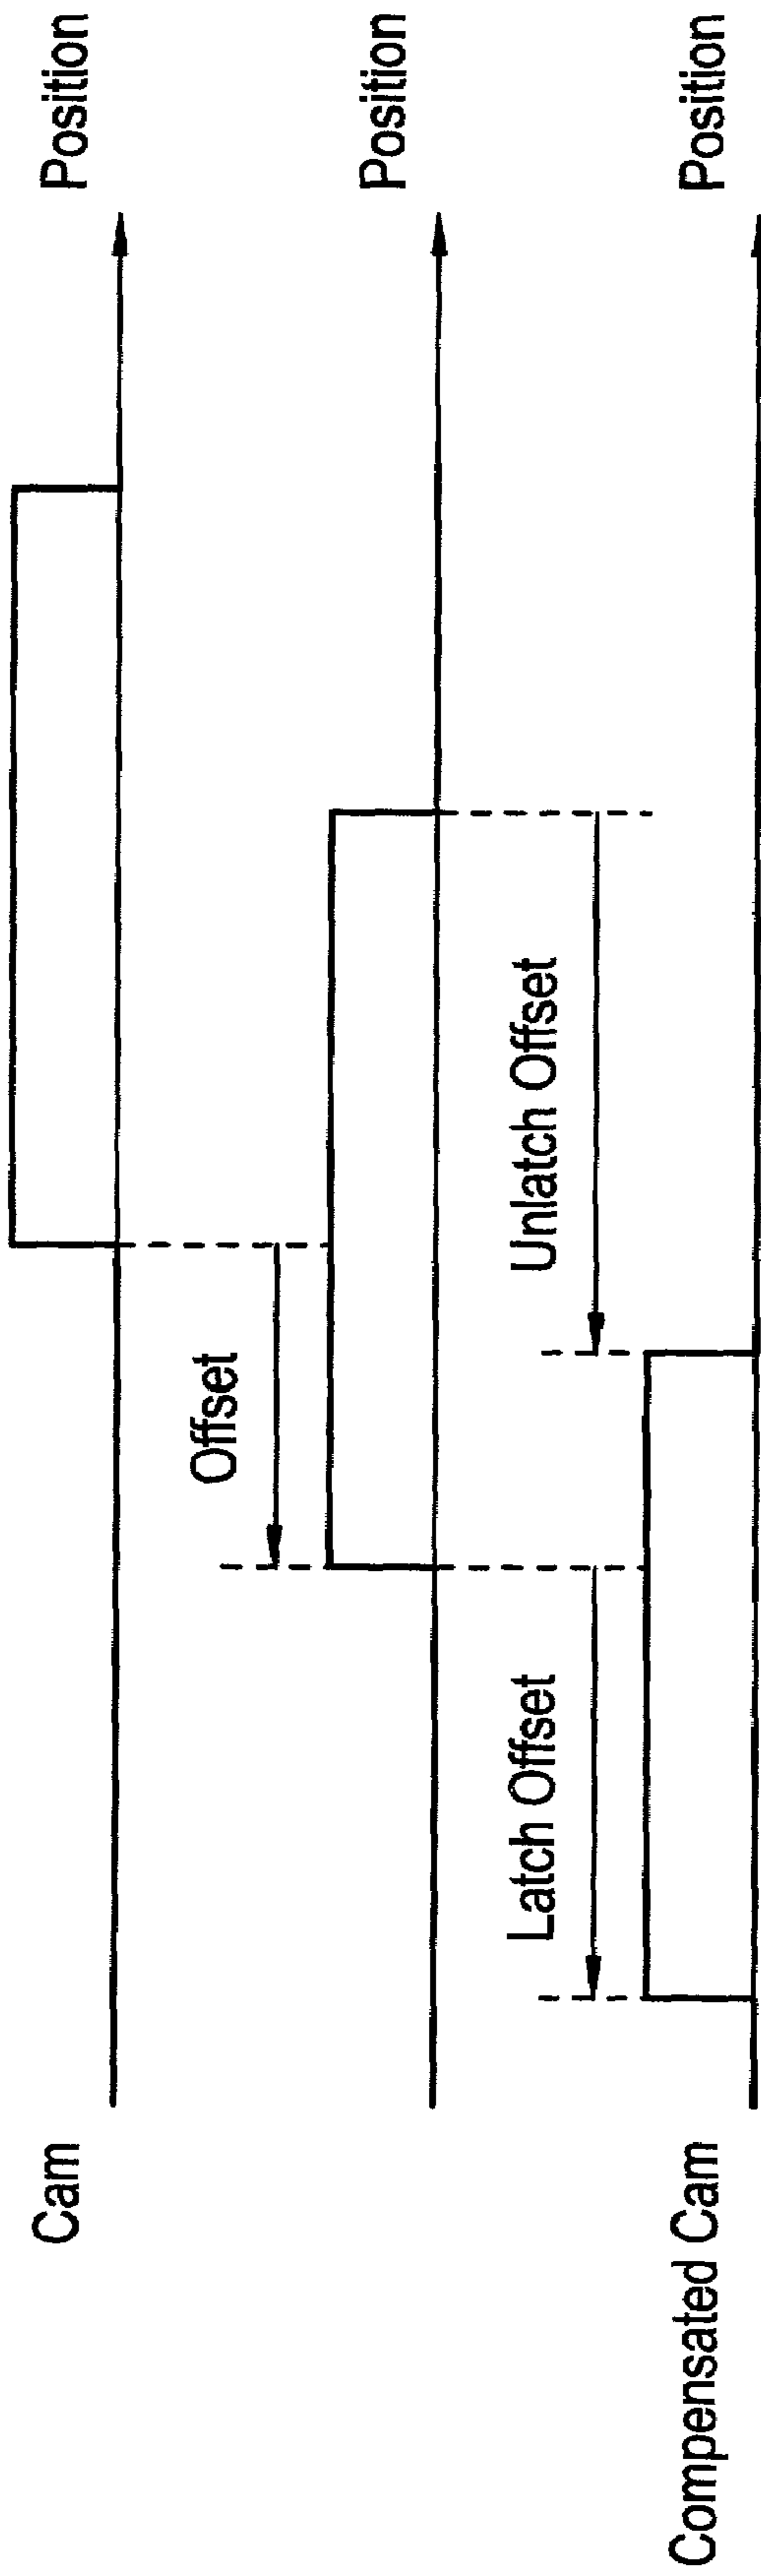 Cam
Position
Offset
Position
Latch Offset
Unlatch Offset
Compensated Cam
Position